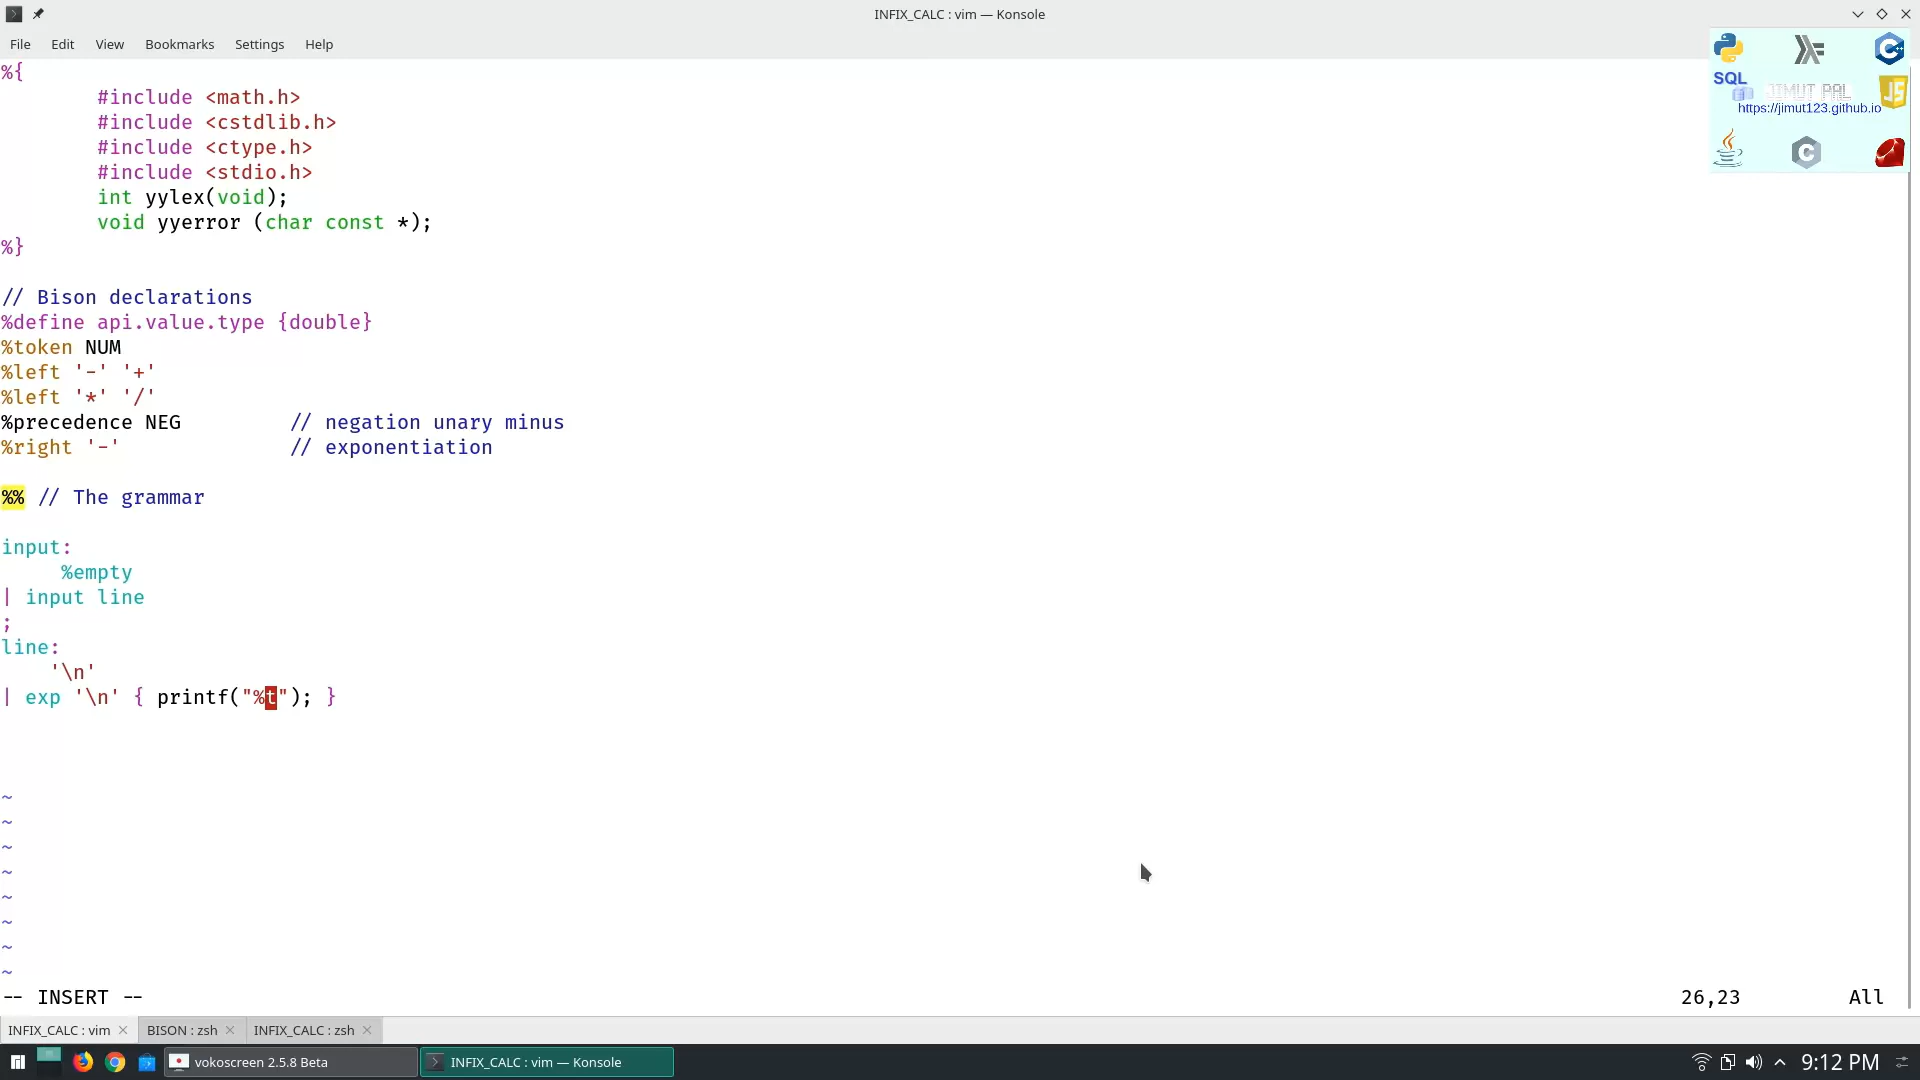 INFIX_CALC : vim — Konsole
File Edit View Bookmarks Settings Help
%{
#include <math.h>
#include <cstdlib.h>
#include <ctype.h>
#include <stdio.h>
int yylex(void);
void yyerror (char const *);
%}
// Bison declarations
%define api.value.type {double}
%token NUM
%left '-' '+'
%left '*' '/'
%precedence NEG // negation unary minus
%right '-' // exponentiation
%% // The grammar
input:
%empty
| input line
;
line:
'\n'
| exp '\n' { printf("%t"); }
~
~
~
~
~
~
~
~
-- INSERT -- 26,23 All
SQL
JIMUT PAL
JS
https://jimut123.github.io
C
INFIX_CALC : vim BISON : zsh INFIX_CALC : zsh
vokoscreen 2.5.8 Beta INFIX_CALC : vim — Konsole 9:12 PM